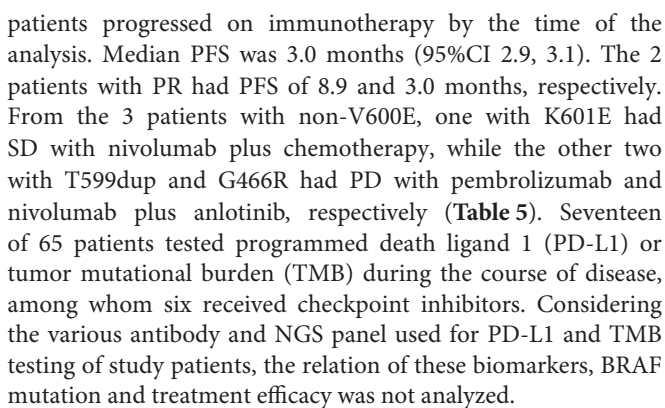 patients progressed on immunotherapy by the time of the
analysis. Median PFS was 3.0 months (95%CI 2.9, 3.1). The 2
patients with PR had PFS of 8.9 and 3.0 months, respectively.
From the 3 patients with non-V600E, one with K601E had
SD with nivolumab plus chemotherapy, while the other two
with T599dup and G466R had PD with pembrolizumab and
nivolumab plus anlotinib, respectively (Table 5). Seventeen
of 65 patients tested programmed death ligand 1 (PD-L1) or
tumor mutational burden (TMB) during the course of disease,
among whom six received checkpoint inhibitors. Considering
the various antibody and NGS panel used for PD-L1 and TMB
testing of study patients, the relation of these biomarkers, BRAF
mutation and treatment efficacy was not analyzed.